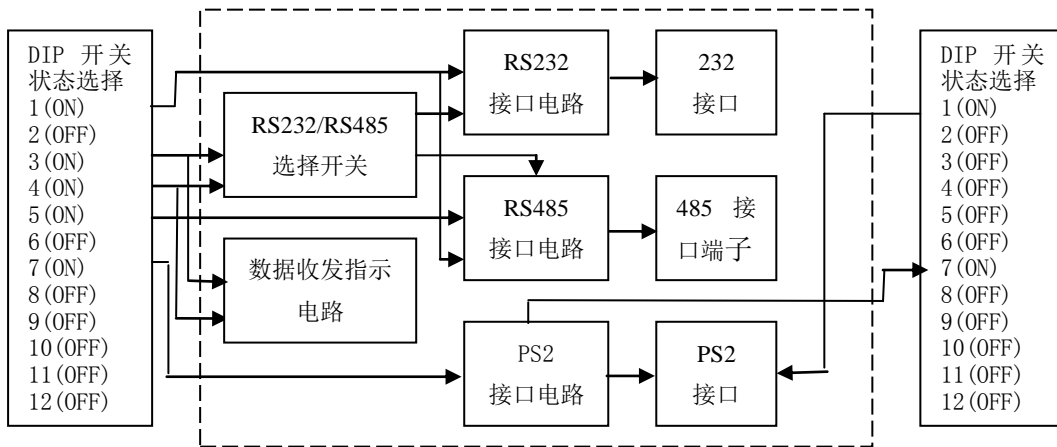 DIP 开关
状态选择
1(ON)
2(OFF)
3(ON)
4(ON)
5(ON)
6(OFF)
7(ON)
8(OFF)
9(OFF)
10(OFF)
11(OFF)
12(OFF)
RS232/RS485
选择开关
数据收发指示
电路
RS232
接口电路
RS485
接口电路
PS2
接口电路
232
接口
485 接
口端子
PS2
接口
DIP 开关
状态选择
1(ON)
2(OFF)
3(OFF)
4(OFF)
5(OFF)
6(OFF)
7(ON)
8(OFF)
9(OFF)
10(OFF)
11(OFF)
12(OFF)